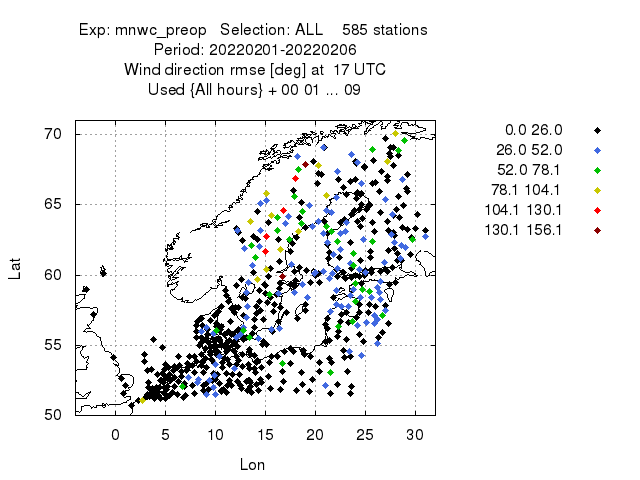 Exp: mnwc_preop Selection: ALL 585 stations
Period: 20220201-20220206
Wind direction rmse [deg] at 17 UTC
Used {All hours} + 00 01 ... 09
70
65
60
55
50
Lat
0 5 10 15 20 25 30
Lon
0.0 26.0
26.0 52.0
52.0 78.1
78.1 104.1
104.1 130.1
130.1 156.1